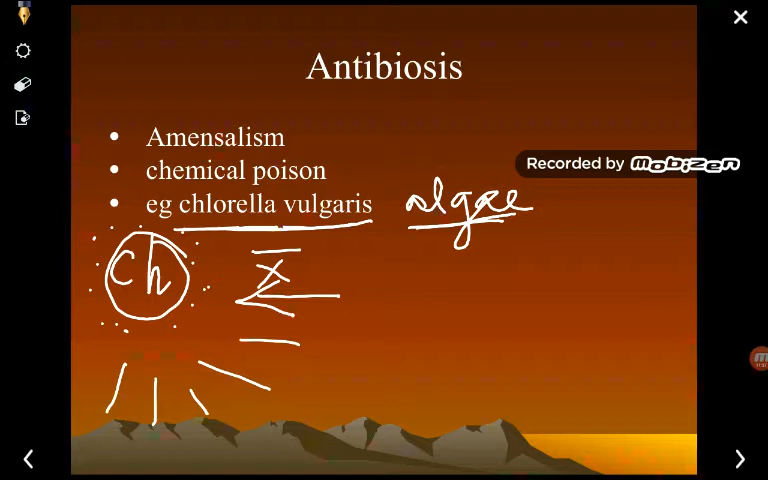 Antibiosis
• Amensalism
• chemical poison
Recorded by mobizen
• eg chlorella vulgaris algae
Ch